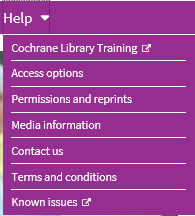 Help
Cochrane Library Training
Access options
Permissions and reprints
Media information
Contact us
Terms and conditions
Known issues